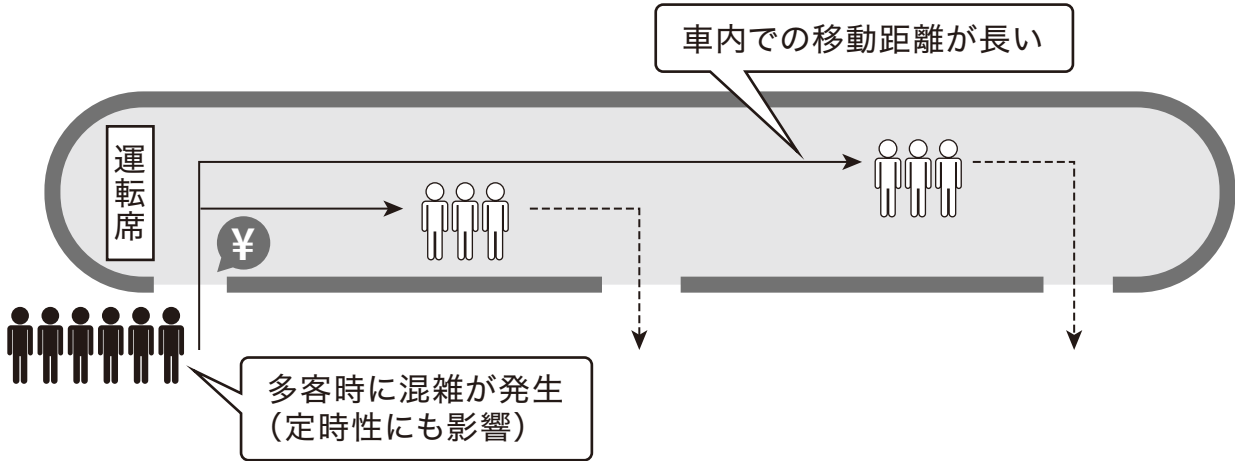 車内での移動距離が長い
運転席
¥
多客時に混雑が発生
（定時性にも影響）